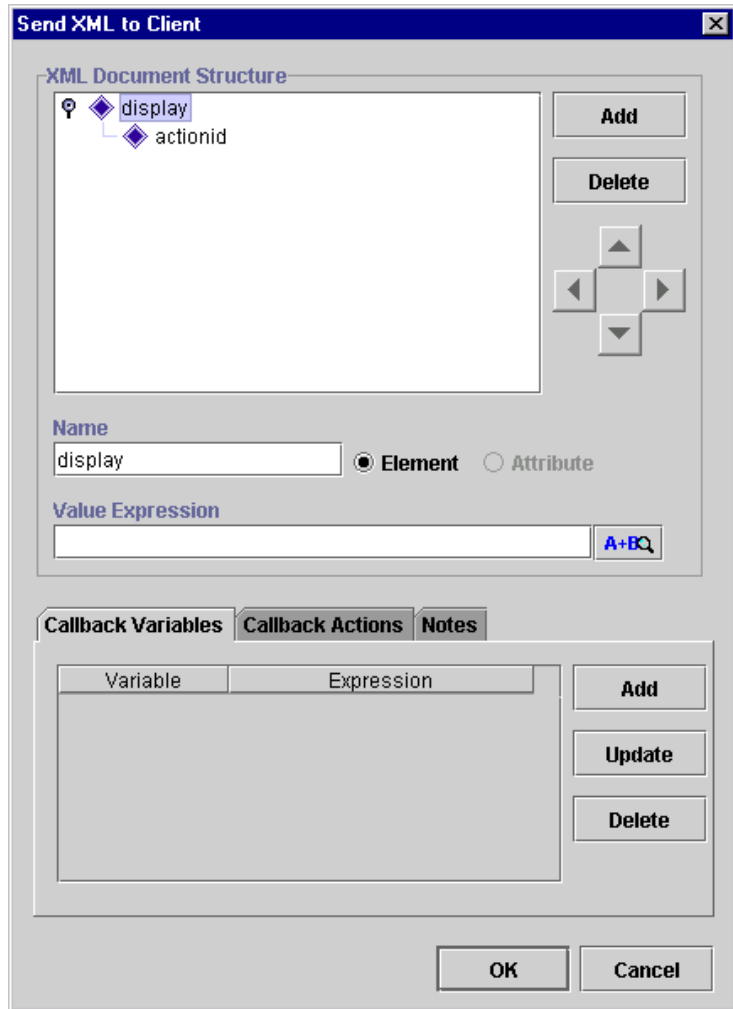 Send XML to Client
XML Document Structure
display
actionid
Add
Delete
Name
display
Element
Attribute
Value Expression
A+B
Callback Variables Callback Actions Notes
Variable Expression
Add
Update
Delete
OK Cancel